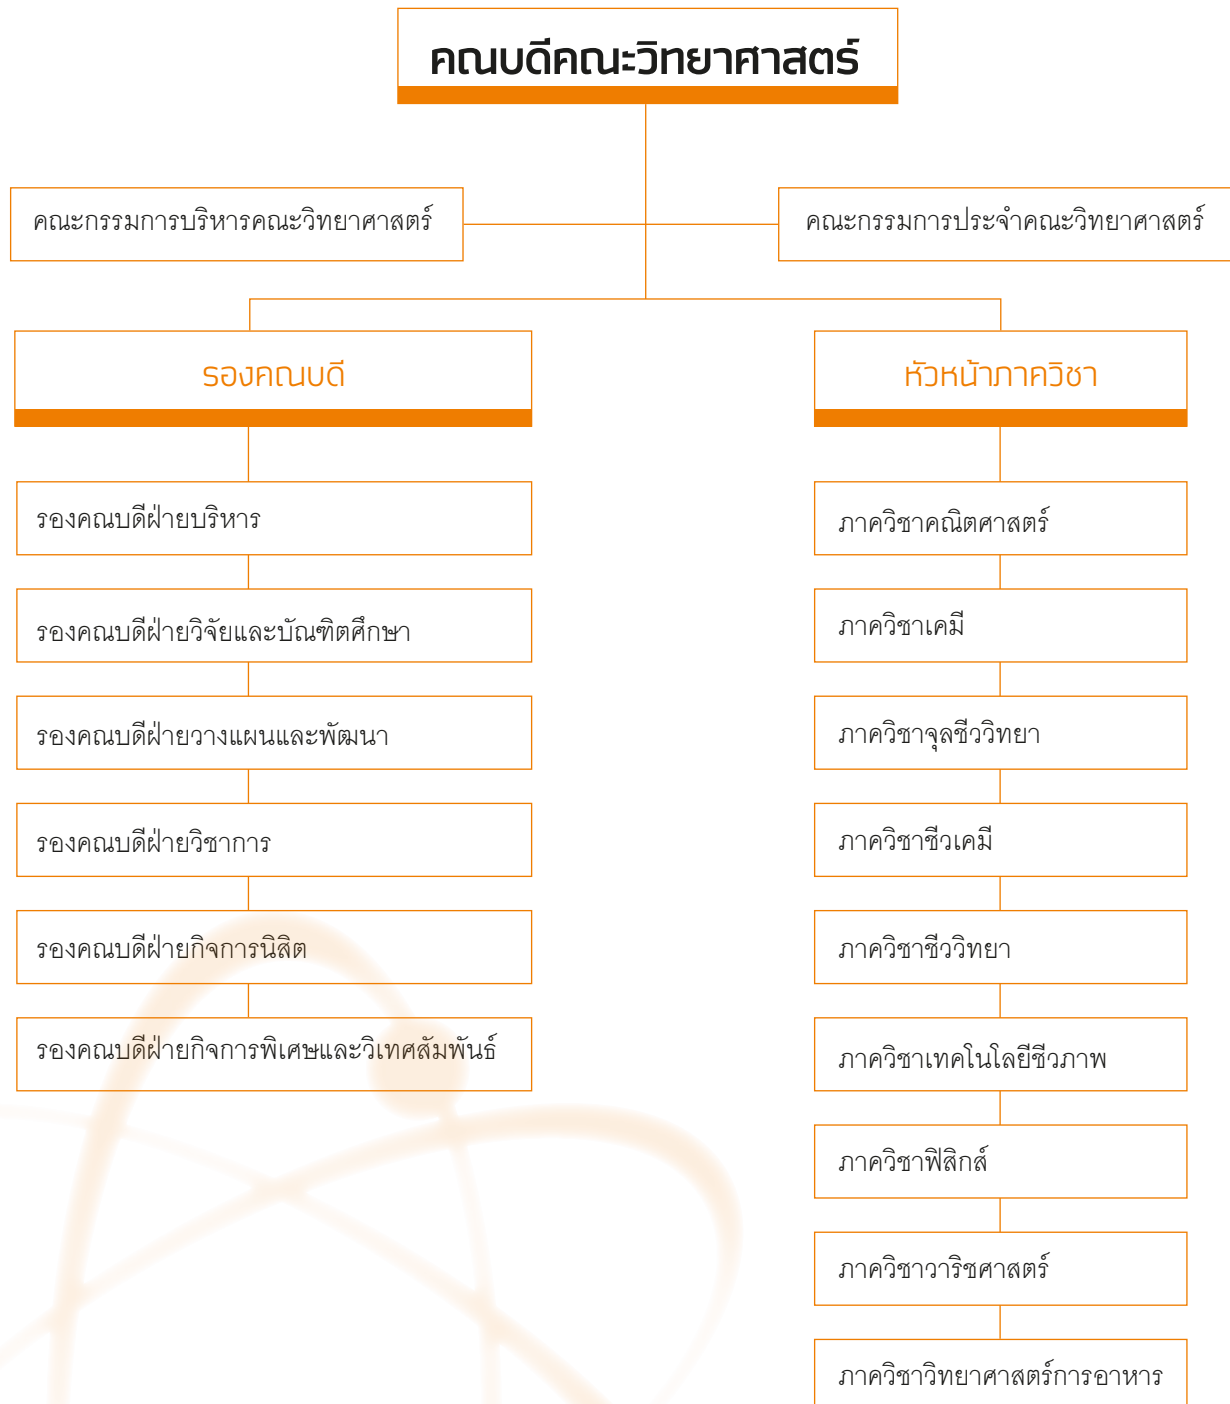 คณบดีคณะวิทยาศาสตร์
คณะกรรมการบริหารคณะวิทยาศาสตร์
คณะกรรมการประจำคณะวิทยาศาสตร์
รองคณบดี
รองคณบดีฝ่ายบริหาร
รองคณบดีฝ่ายวิจัยและบัณฑิตศึกษา
รองคณบดีฝ่ายวางแผนและพัฒนา
รองคณบดีฝ่ายวิชาการ
รองคณบดีฝ่ายกิจการนิสิต
รองคณบดีฝ่ายกิจการพิเศษและวิเทศสัมพันธ์
หัวหน้าภาควิชา
ภาควิชาคณิตศาสตร์
ภาควิชาเคมี
ภาควิชาจุลชีววิทยา
ภาควิชาชีวเคมี
ภาควิชาชีววิทยา
ภาควิชาเทคโนโลยีชีวภาพ
ภาควิชาฟิสิกส์
ภาควิชาวาริชศาสตร์
ภาควิชาวิทยาศาสตร์การอาหาร